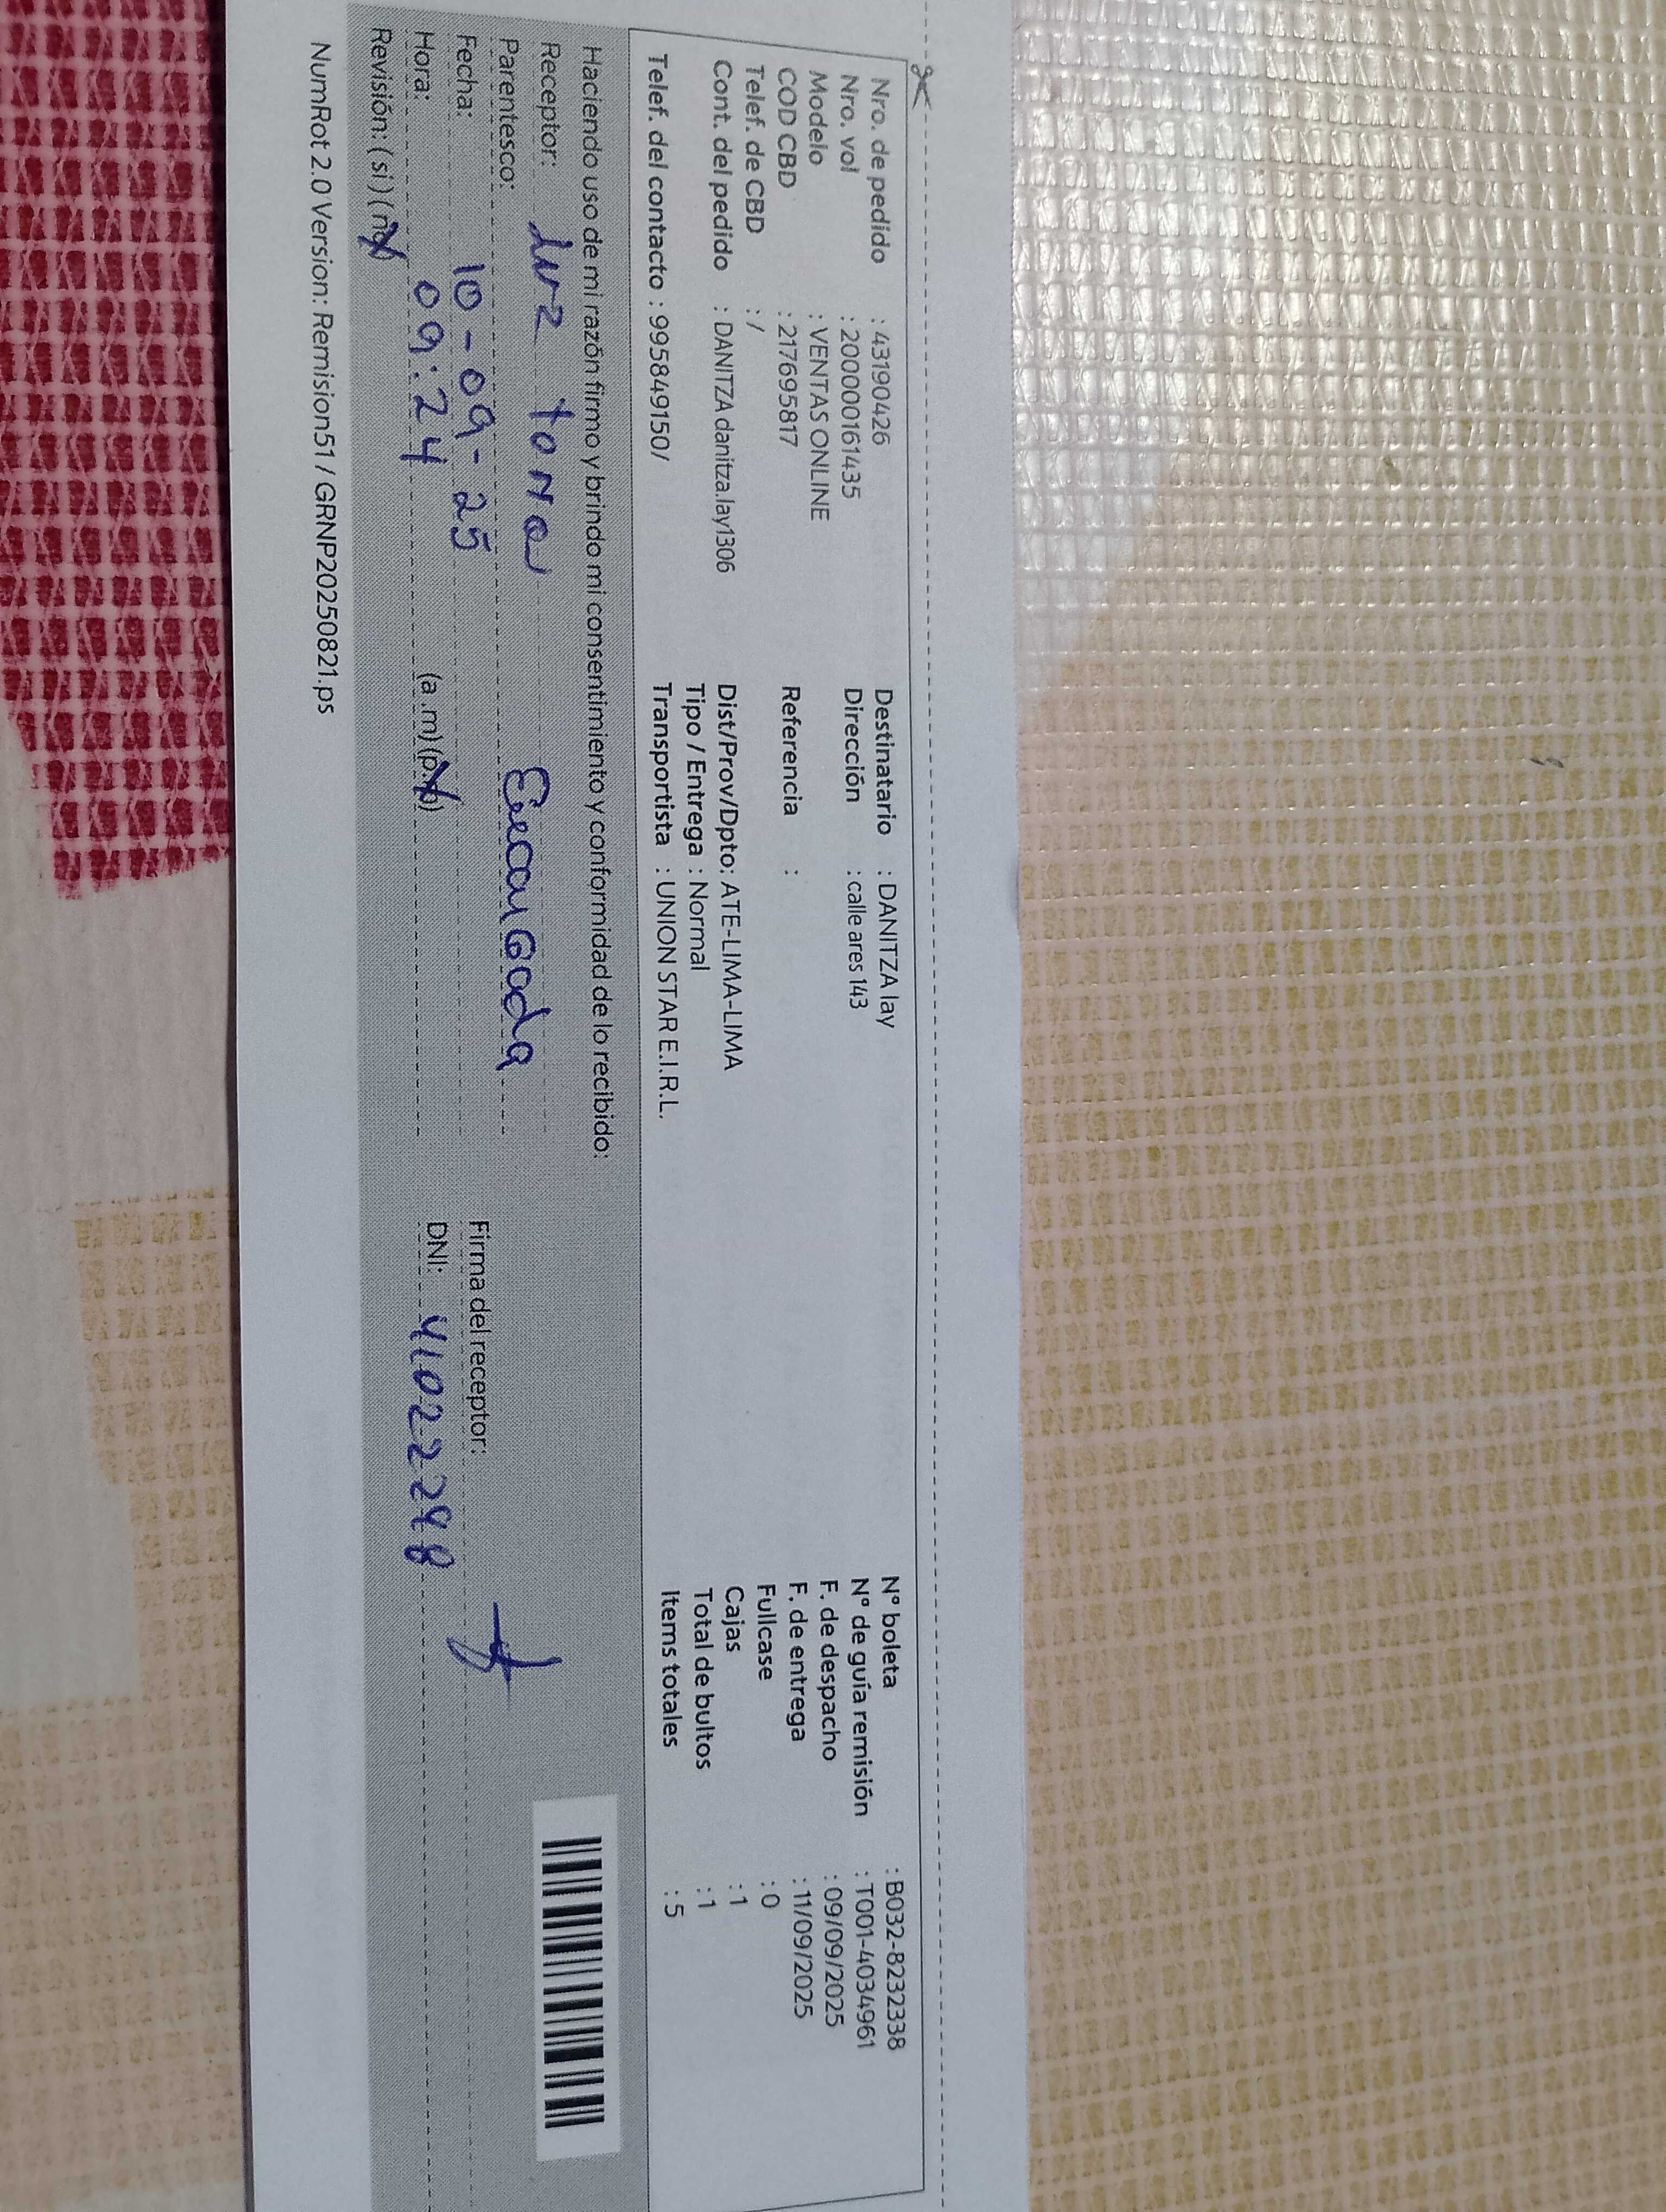 Nro. de pedido : 43190426
Nro. vol : 200000161435
Modelo : VENTAS ONLINE
COD CBD : 217695817
Telef. de CBD : /
Cont. del pedido : DANITZA danitza.lay1306
Telef. del contacto : 995849150/
Destinatario : DANITZA lay
Dirección : calle ares 143
Referencia :
Dist/Prov/Dpto: ATE-LIMA-LIMA
Tipo / Entrega : Normal
Transportista : UNION STAR E.I.R.L.
N° boleta : B032-8232338
N° de guía remisión : T001-4034961
F. de despacho : 09/09/2025
F. de entrega : 11/09/2025
Fullcase : 0
Cajas : 1
Total de bultos : 1
Items totales : 5
Haciendo uso de mi razón firmo y brindo mi consentimiento y conformidad de lo recibido:
Receptor: Luz tona
Parentesco: Encargada
Fecha: 10-09-25
Hora: 09:24 (a .m) (p.m)
Revisión: ( si ) ( no )
Firma del receptor:
DNI: 41022298
NumRot 2.0 Version: Remision51 / GRNP20250821.ps